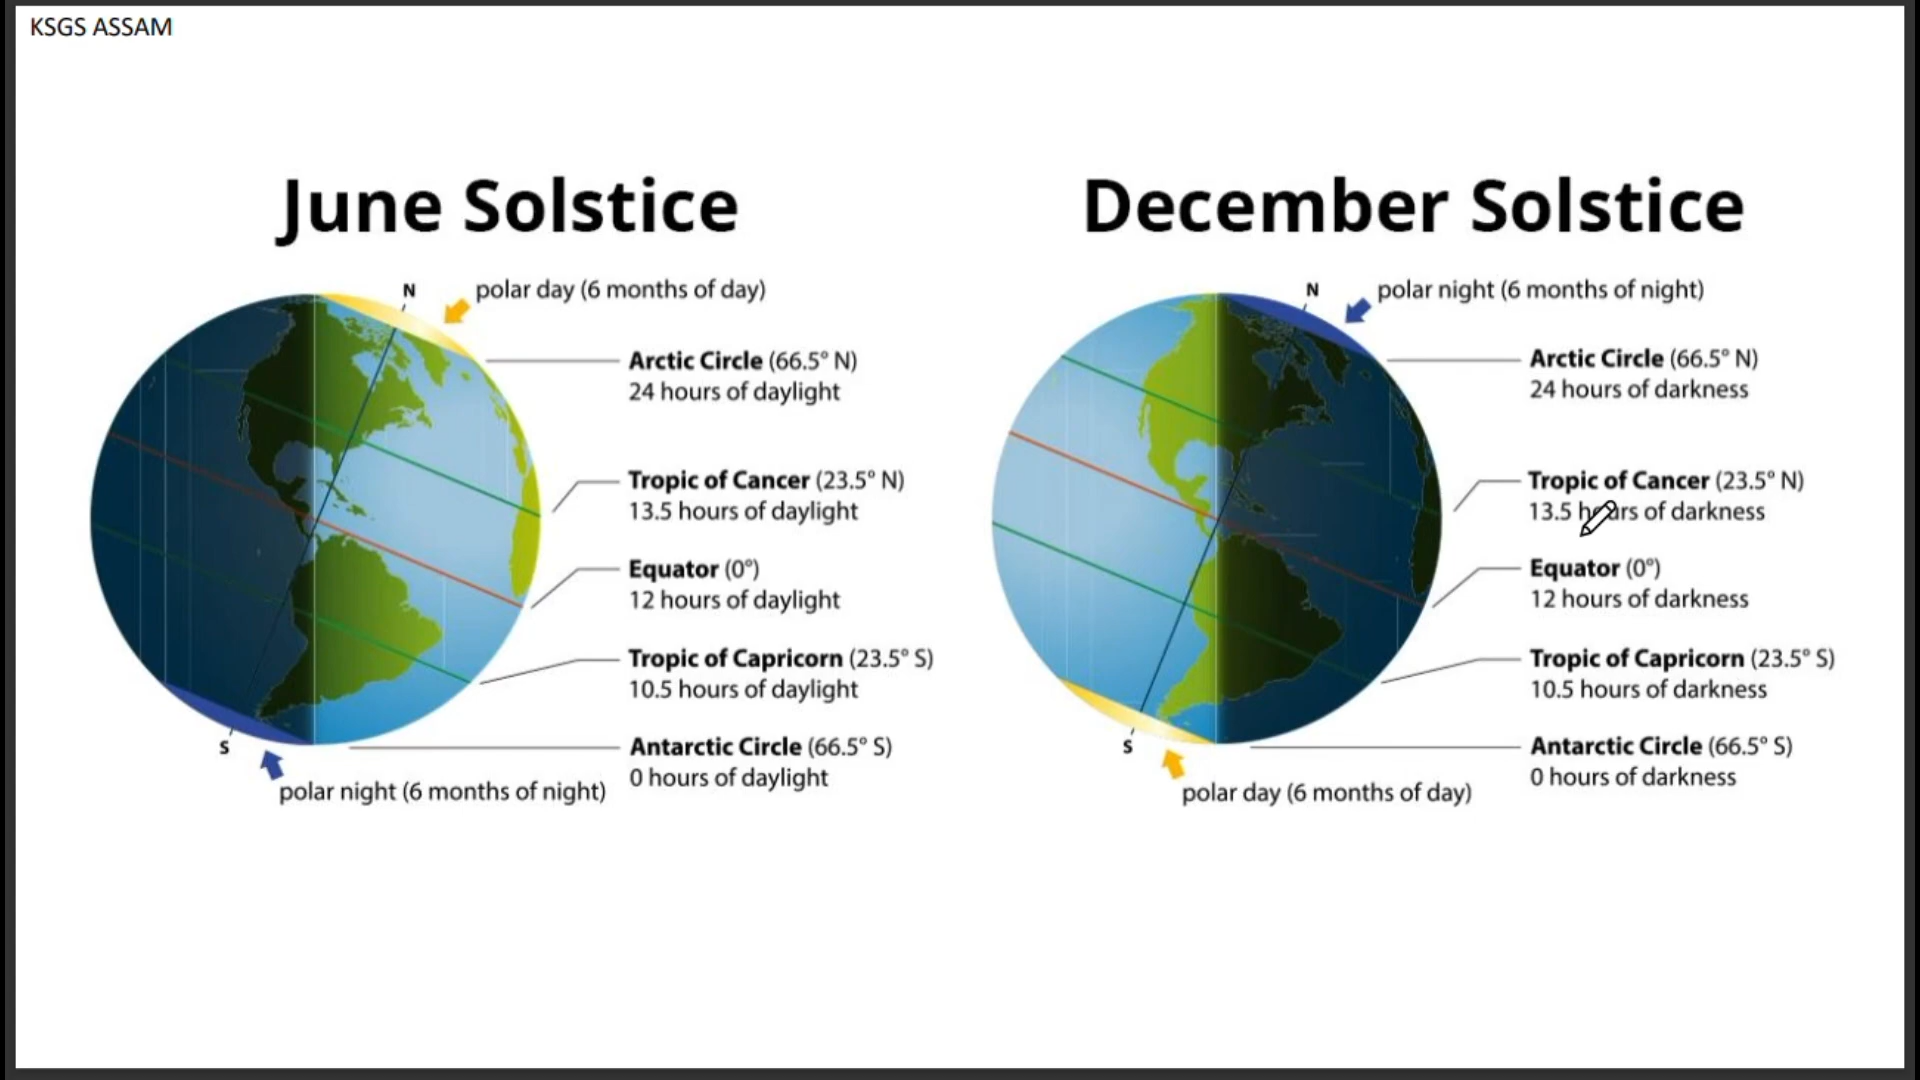 KSGS ASSAM
June Solstice
N
polar day (6 months of day)
Arctic Circle (66.5° N)
24 hours of daylight
Tropic of Cancer (23.5° N)
13.5 hours of daylight
Equator (0°)
12 hours of daylight
Tropic of Capricorn (23.5° S)
10.5 hours of daylight
Antarctic Circle (66.5° S)
0 hours of daylight
S
polar night (6 months of night)
December Solstice
N
polar night (6 months of night)
Arctic Circle (66.5° N)
24 hours of darkness
Tropic of Cancer (23.5° N)
13.5 hours of darkness
Equator (0°)
12 hours of darkness
Tropic of Capricorn (23.5° S)
10.5 hours of darkness
Antarctic Circle (66.5° S)
0 hours of darkness
S
polar day (6 months of day)